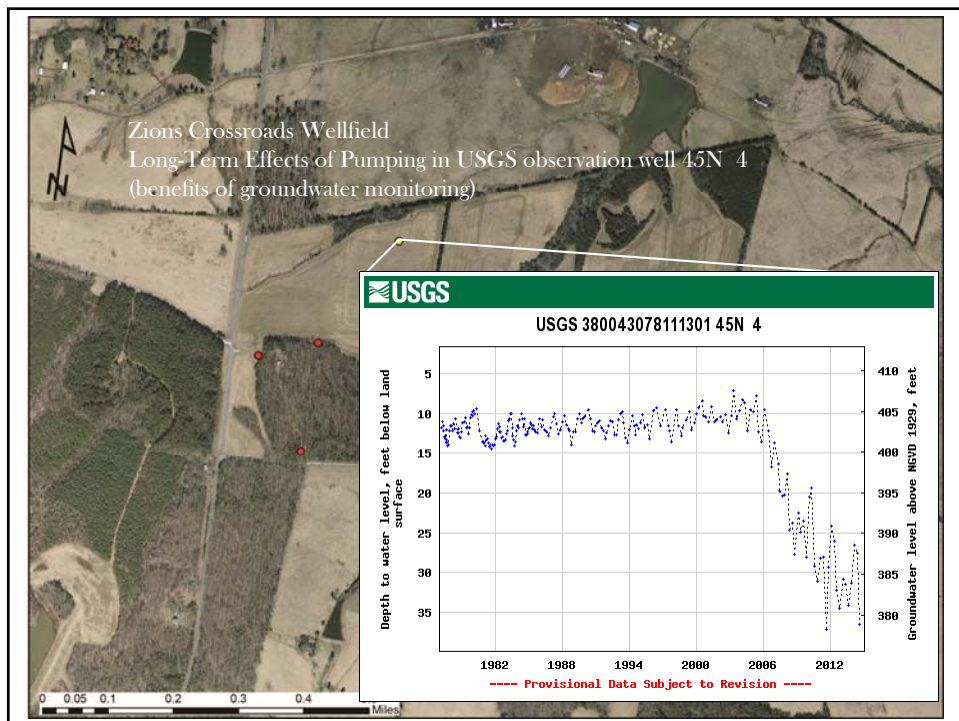 Zions Crossroads Wellfield
Long-Term Effects of Pumping in USGS observation well 45N 4
(benefits of groundwater monitoring)
N
USGS
USGS 380043078111301 45N 4
Depth to water level, feet below land
surface
5
10
15
20
25
30
35
410
405
400
395
390
385
380
Groundwater level above NGVD 1929, feet
1982 1988 1994 2000 2006 2012
---- Provisional Data Subject to Revision ----
0 0.05 0.1 0.2 0.3 0.4
Miles